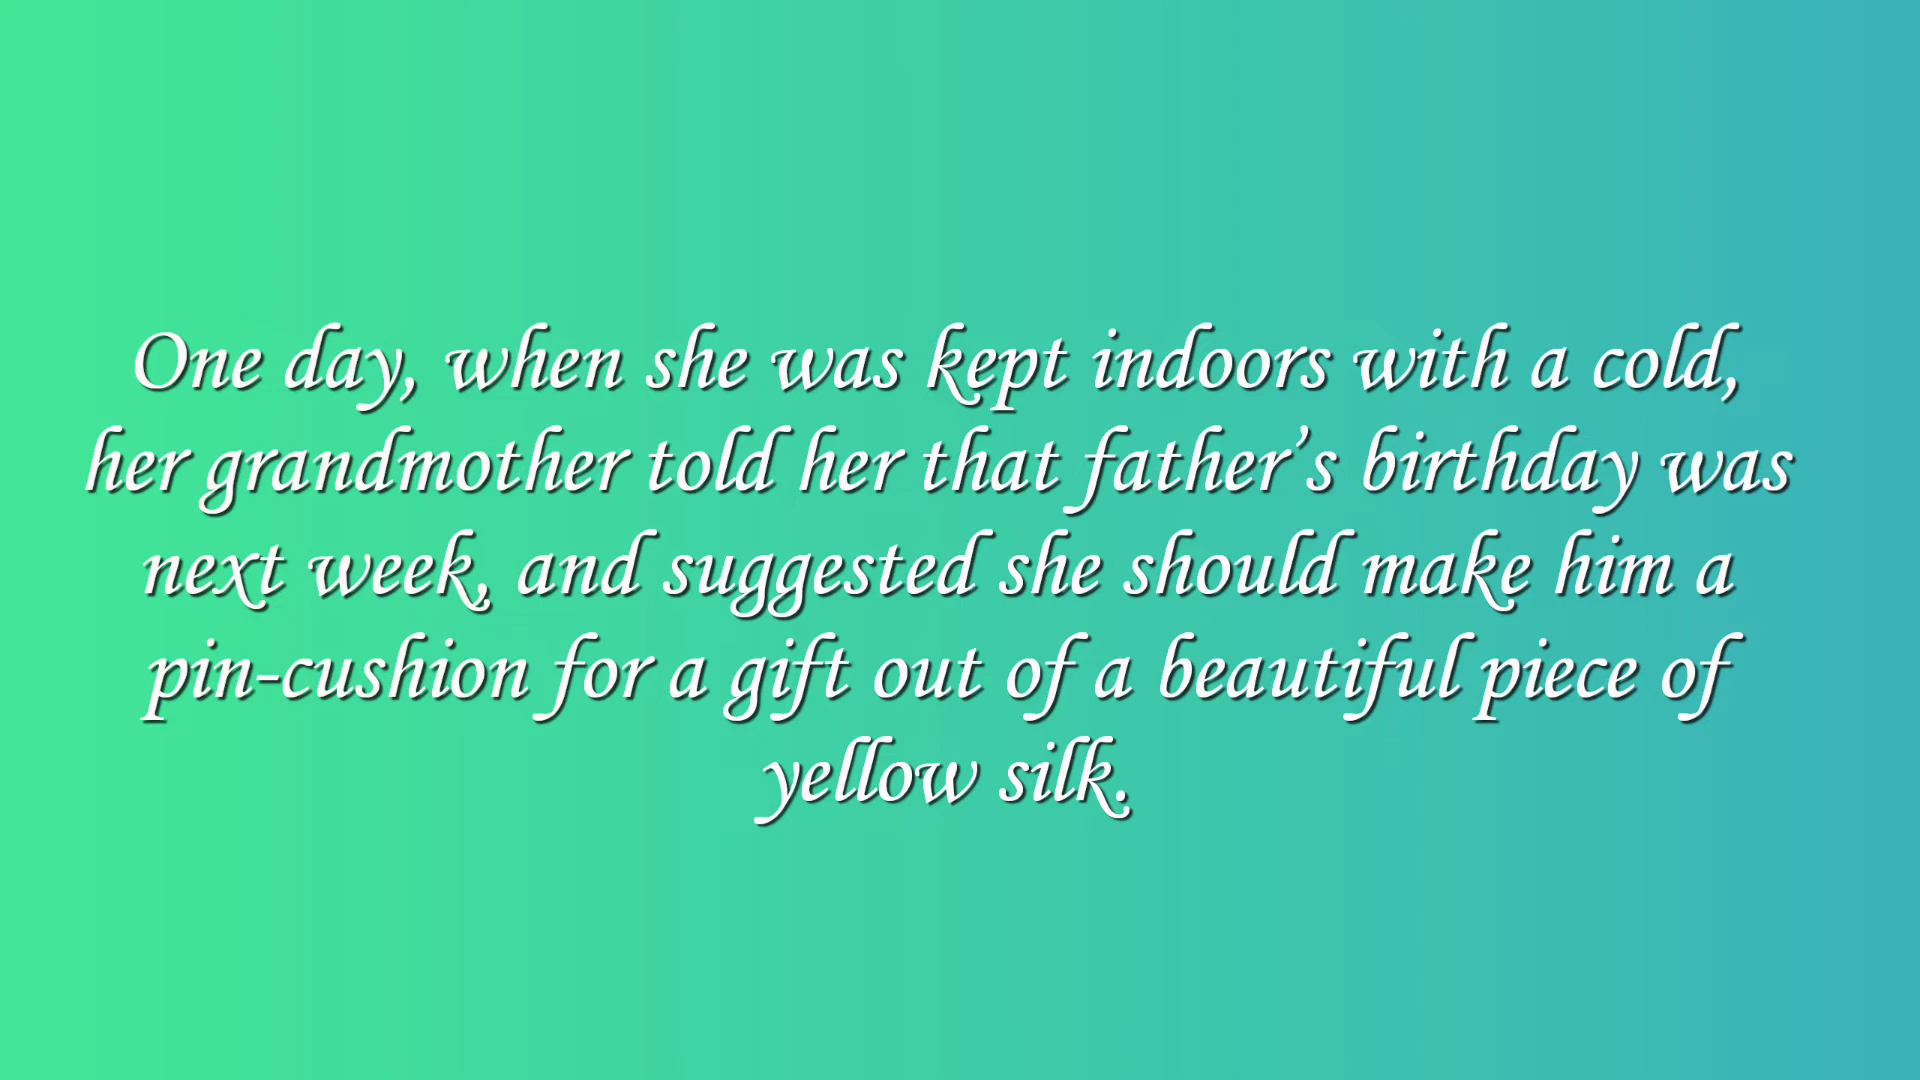 One day, when she was kept indoors with a cold,
her grandmother told her that father’s birthday was
next week, and suggested she should make him a
pin-cushion for a gift out of a beautiful piece of
yellow silk.